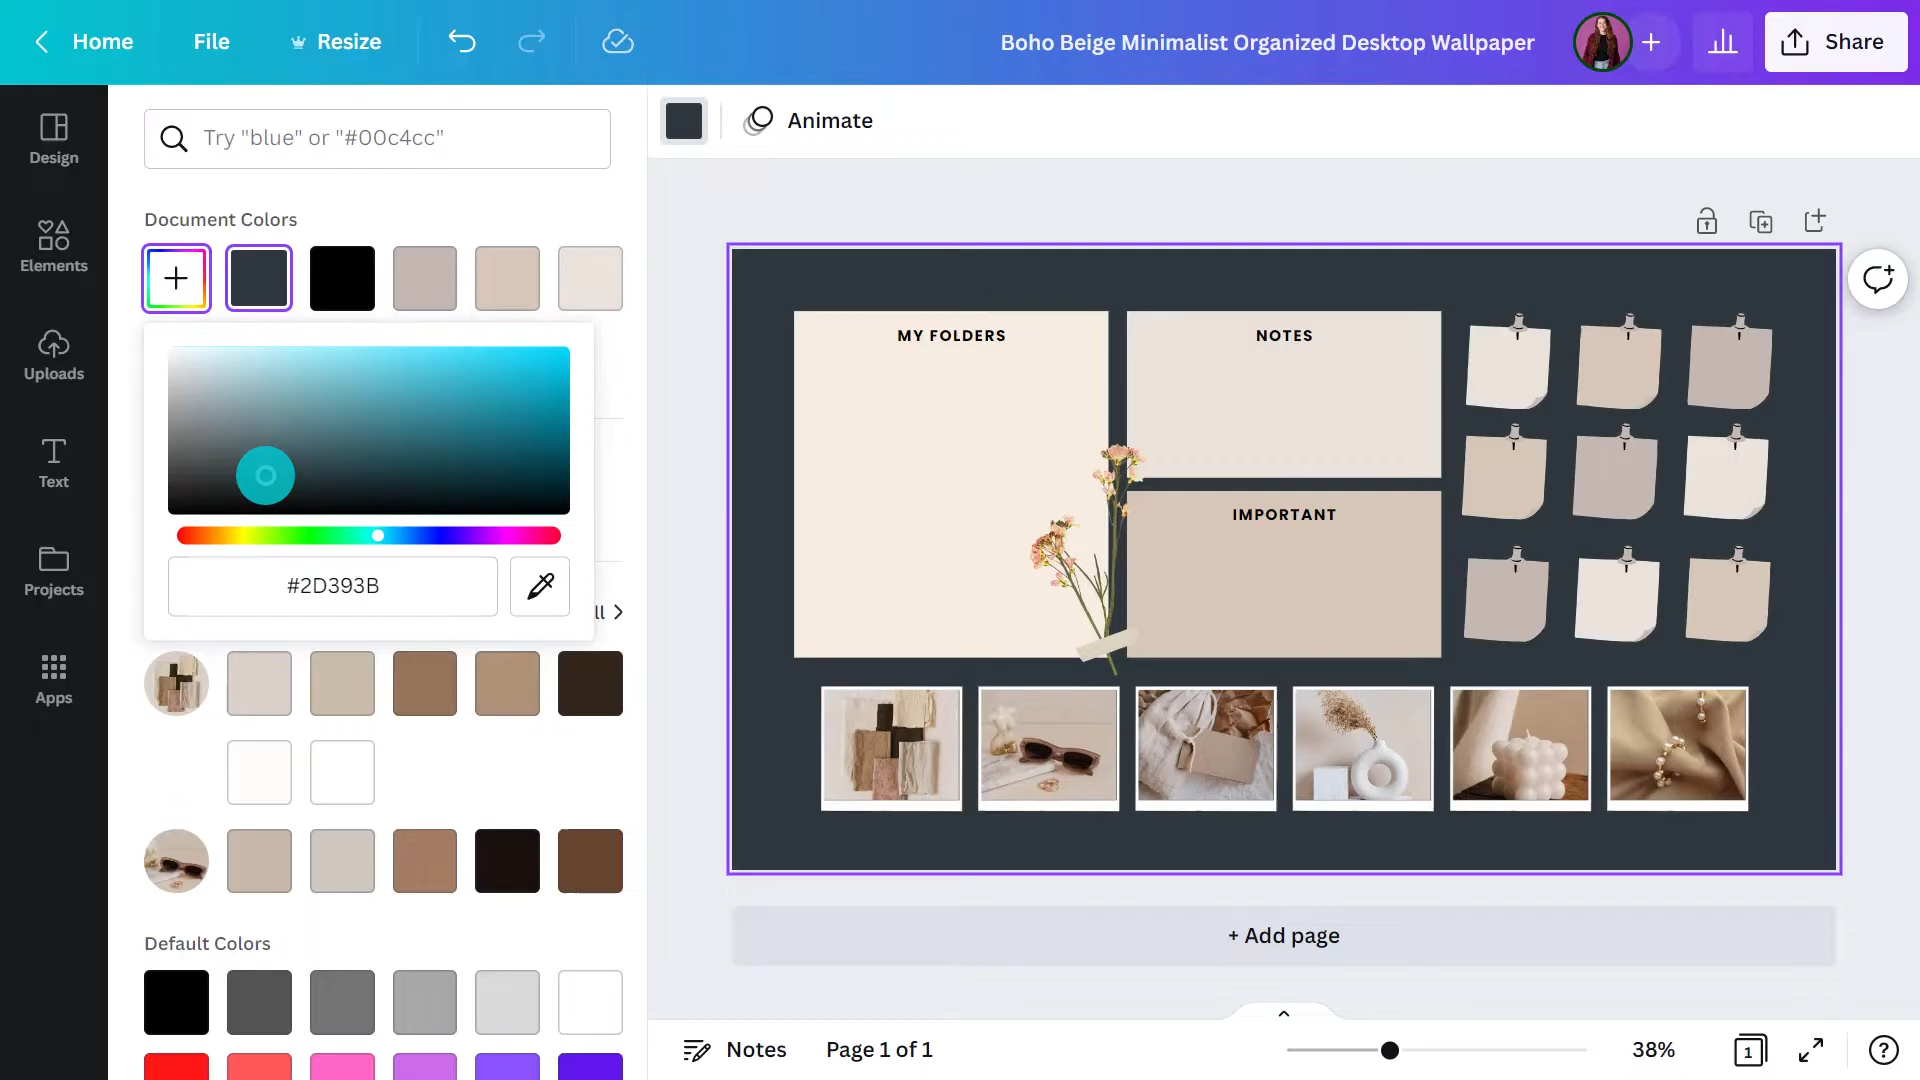 Home
File
Resize
Boho Beige Minimalist Organized Desktop Wallpaper
Share
Design
Elements
Uploads
Text
Projects
Apps
Try "blue" or "#00c4cc"
Document Colors
#2D393B
ll
Default Colors
Animate
MY FOLDERS
NOTES
IMPORTANT
+ Add page
Notes
Page 1 of 1
38%
1
?